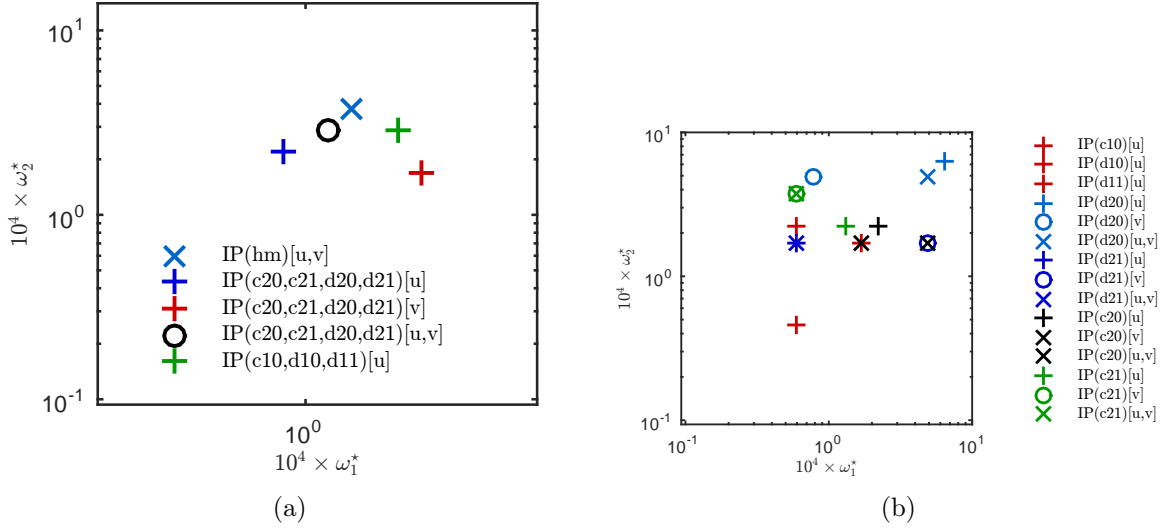 10^1
10^0
10^-1
10^4 × ω_2^⋆
IP(hm)[u,v]
IP(c20,c21,d20,d21)[u]
IP(c20,c21,d20,d21)[v]
IP(c20,c21,d20,d21)[u,v]
IP(c10,d10,d11)[u]
10^0
10^4 × ω_1^⋆
(a)
10^1
10^0
10^-1
10^4 × ω_2^⋆
10^-1
10^0
10^1
10^4 × ω_1^⋆
IP(c10)[u]
IP(d10)[u]
IP(d11)[u]
IP(d20)[u]
IP(d20)[v]
IP(d20)[u,v]
IP(d21)[u]
IP(d21)[v]
IP(d21)[u,v]
IP(c20)[u]
IP(c20)[v]
IP(c20)[u,v]
IP(c21)[u]
IP(c21)[v]
IP(c21)[u,v]
(b)